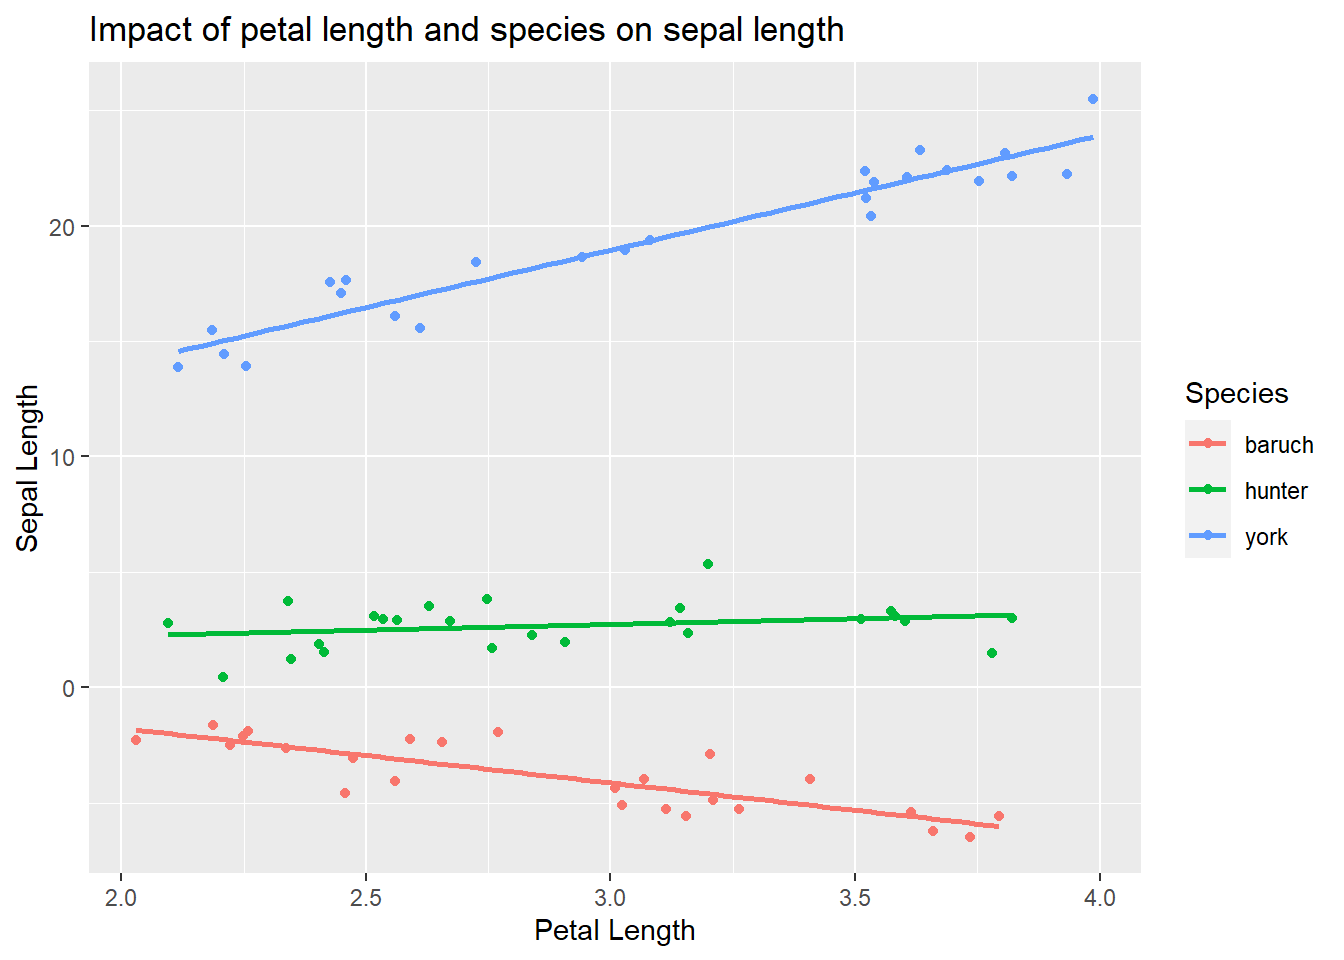 Impact of petal length and species on sepal length
Sepal Length
20
10
0
2.0 2.5 3.0 3.5 4.0
Petal Length
Species
baruch
hunter
york